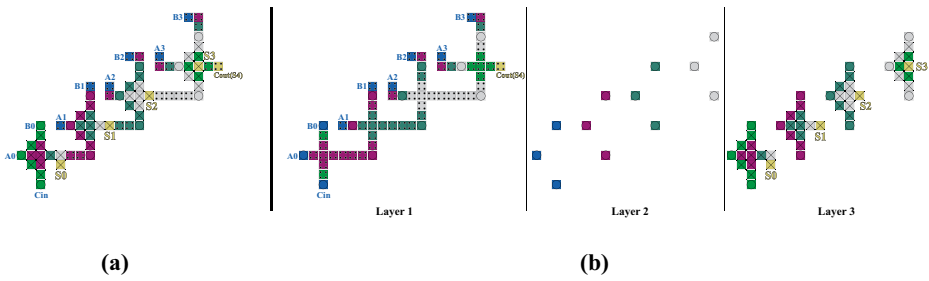 B3
A3
B2
S3
Cout(S4)
A2
B1
S2
B0
A1
S1
A0
S0
Cin
B3
A3
B2
Cout(S4)
A2
B1
B0
A1
A0
Cin
Layer 1
Layer 2
S3
S2
S1
S0
Layer 3
(a)
(b)